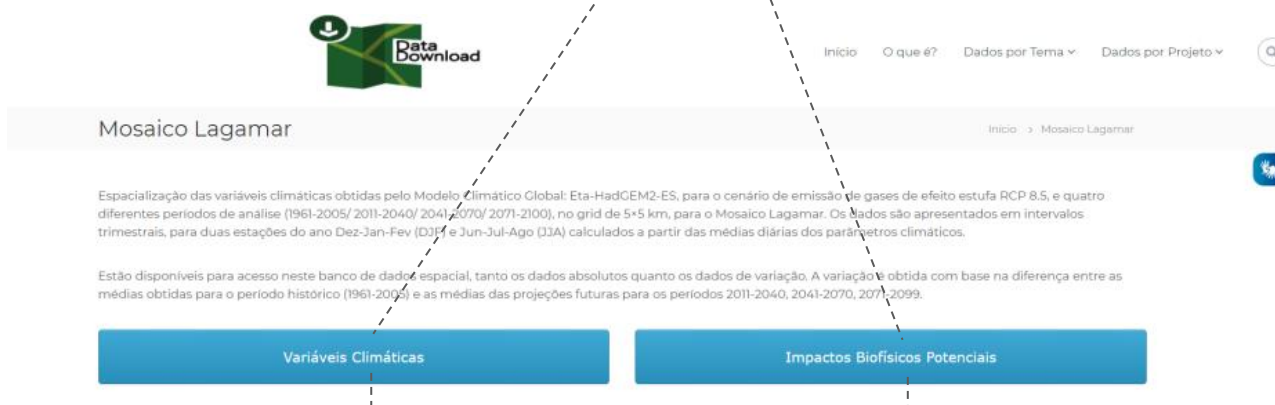 Data
Download
Início O que é? Dados por Tema Dados por Projeto
Mosaico Lagamar
Início > Mosaico Lagamar
Espacialização das variáveis climáticas obtidas pelo Modelo Climático Global: Eta-HadGEM2-ES, para o cenário de emissão de gases de efeito estufa RCP 8.5, e quatro
diferentes períodos de análise (1961-2005/ 2011-2040/ 2041-2070/ 2071-2100), no grid de 5×5 km, para o Mosaico Lagamar. Os dados são apresentados em intervalos
trimestrais, para duas estações do ano Dez-Jan-Fev (DJF) e Jun-Jul-Ago (JJA) calculados a partir das médias diárias dos parâmetros climáticos.
Estão disponíveis para acesso neste banco de dados espacial, tanto os dados absolutos quanto os dados de variação. A variação é obtida com base na diferença entre as
médias obtidas para o período histórico (1961-2005) e as médias das projeções futuras para os períodos 2011-2040, 2041-2070, 2071-2099.
Variáveis Climáticas
Impactos Biofísicos Potenciais